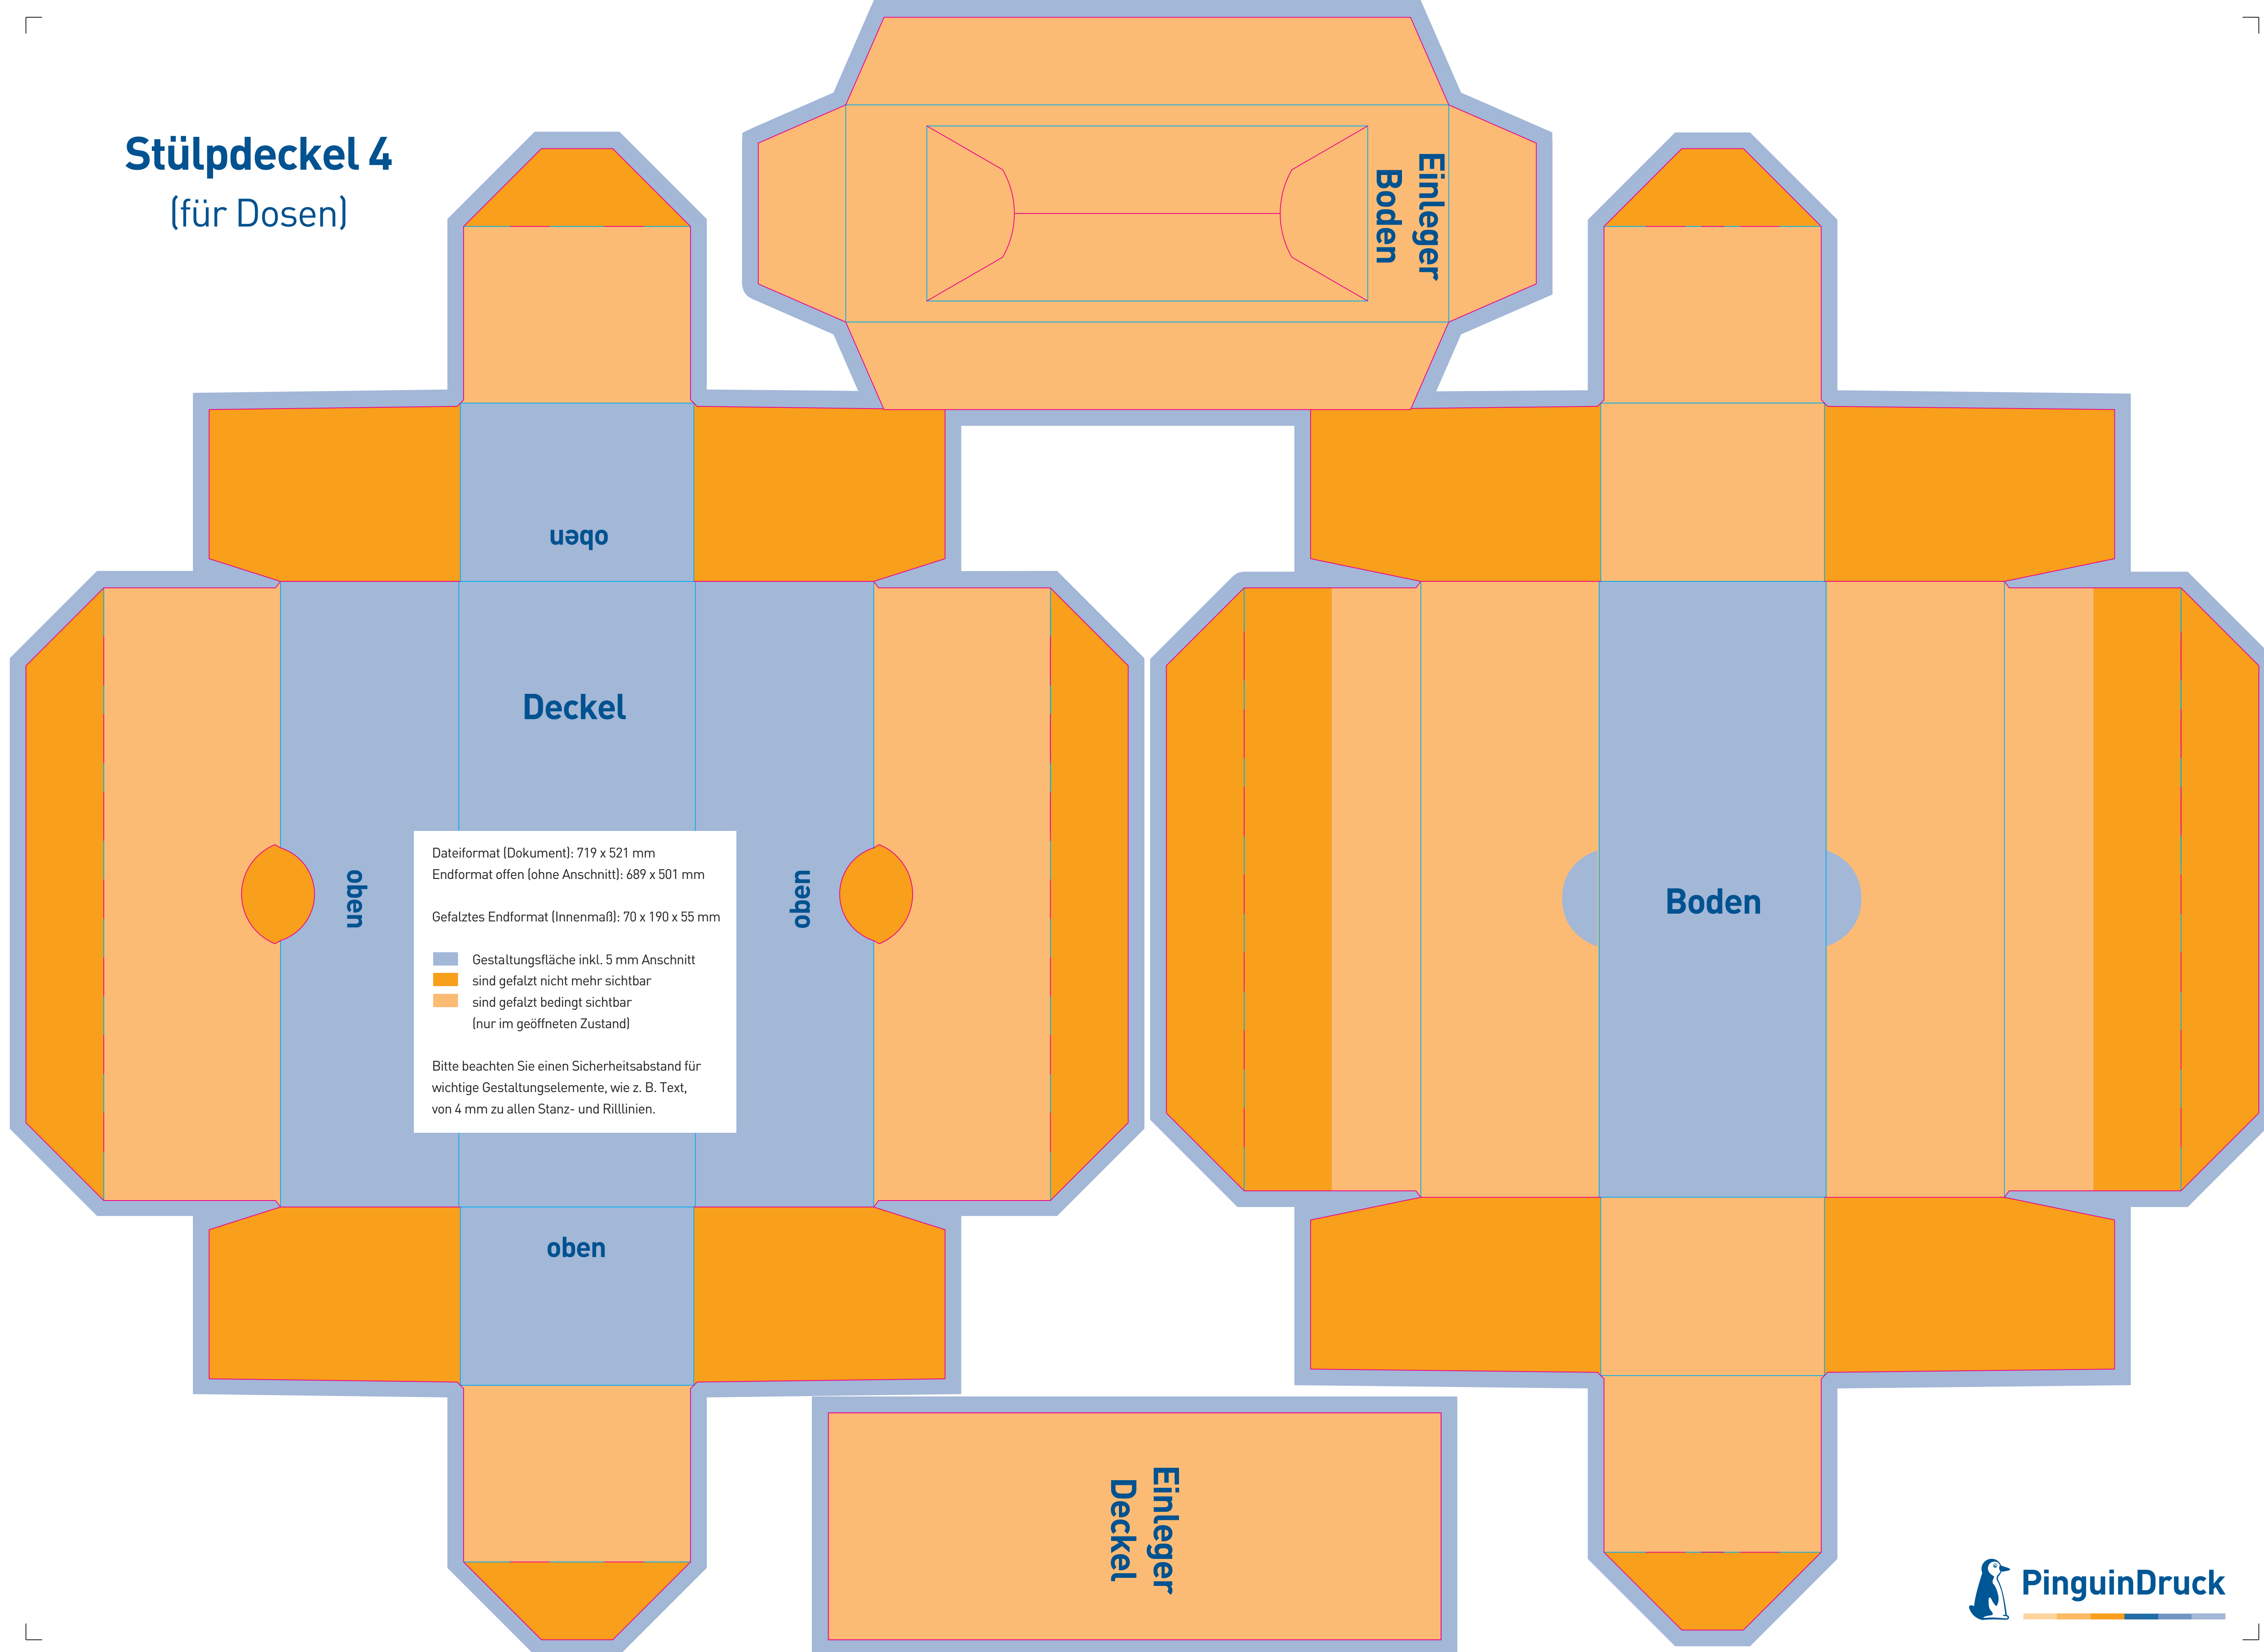 Stülpdeckel 4
(für Dosen)
Einleger
Boden
oben
Deckel
oben
Dateiformat (Dokument): 719 x 521 mm
Endformat offen (ohne Anschnitt): 689 x 501 mm
Gefalztes Endformat (Innenmaß): 70 x 190 x 55 mm
Gestaltungsfläche inkl. 5 mm Anschnitt
sind gefalzt nicht mehr sichtbar
sind gefalzt bedingt sichtbar
(nur im geöffneten Zustand)
Bitte beachten Sie einen Sicherheitsabstand für
wichtige Gestaltungselemente, wie z. B. Text,
von 4 mm zu allen Stanz- und Rilllinien.
oben
Boden
oben
Einleger
Deckel
PinguinDruck